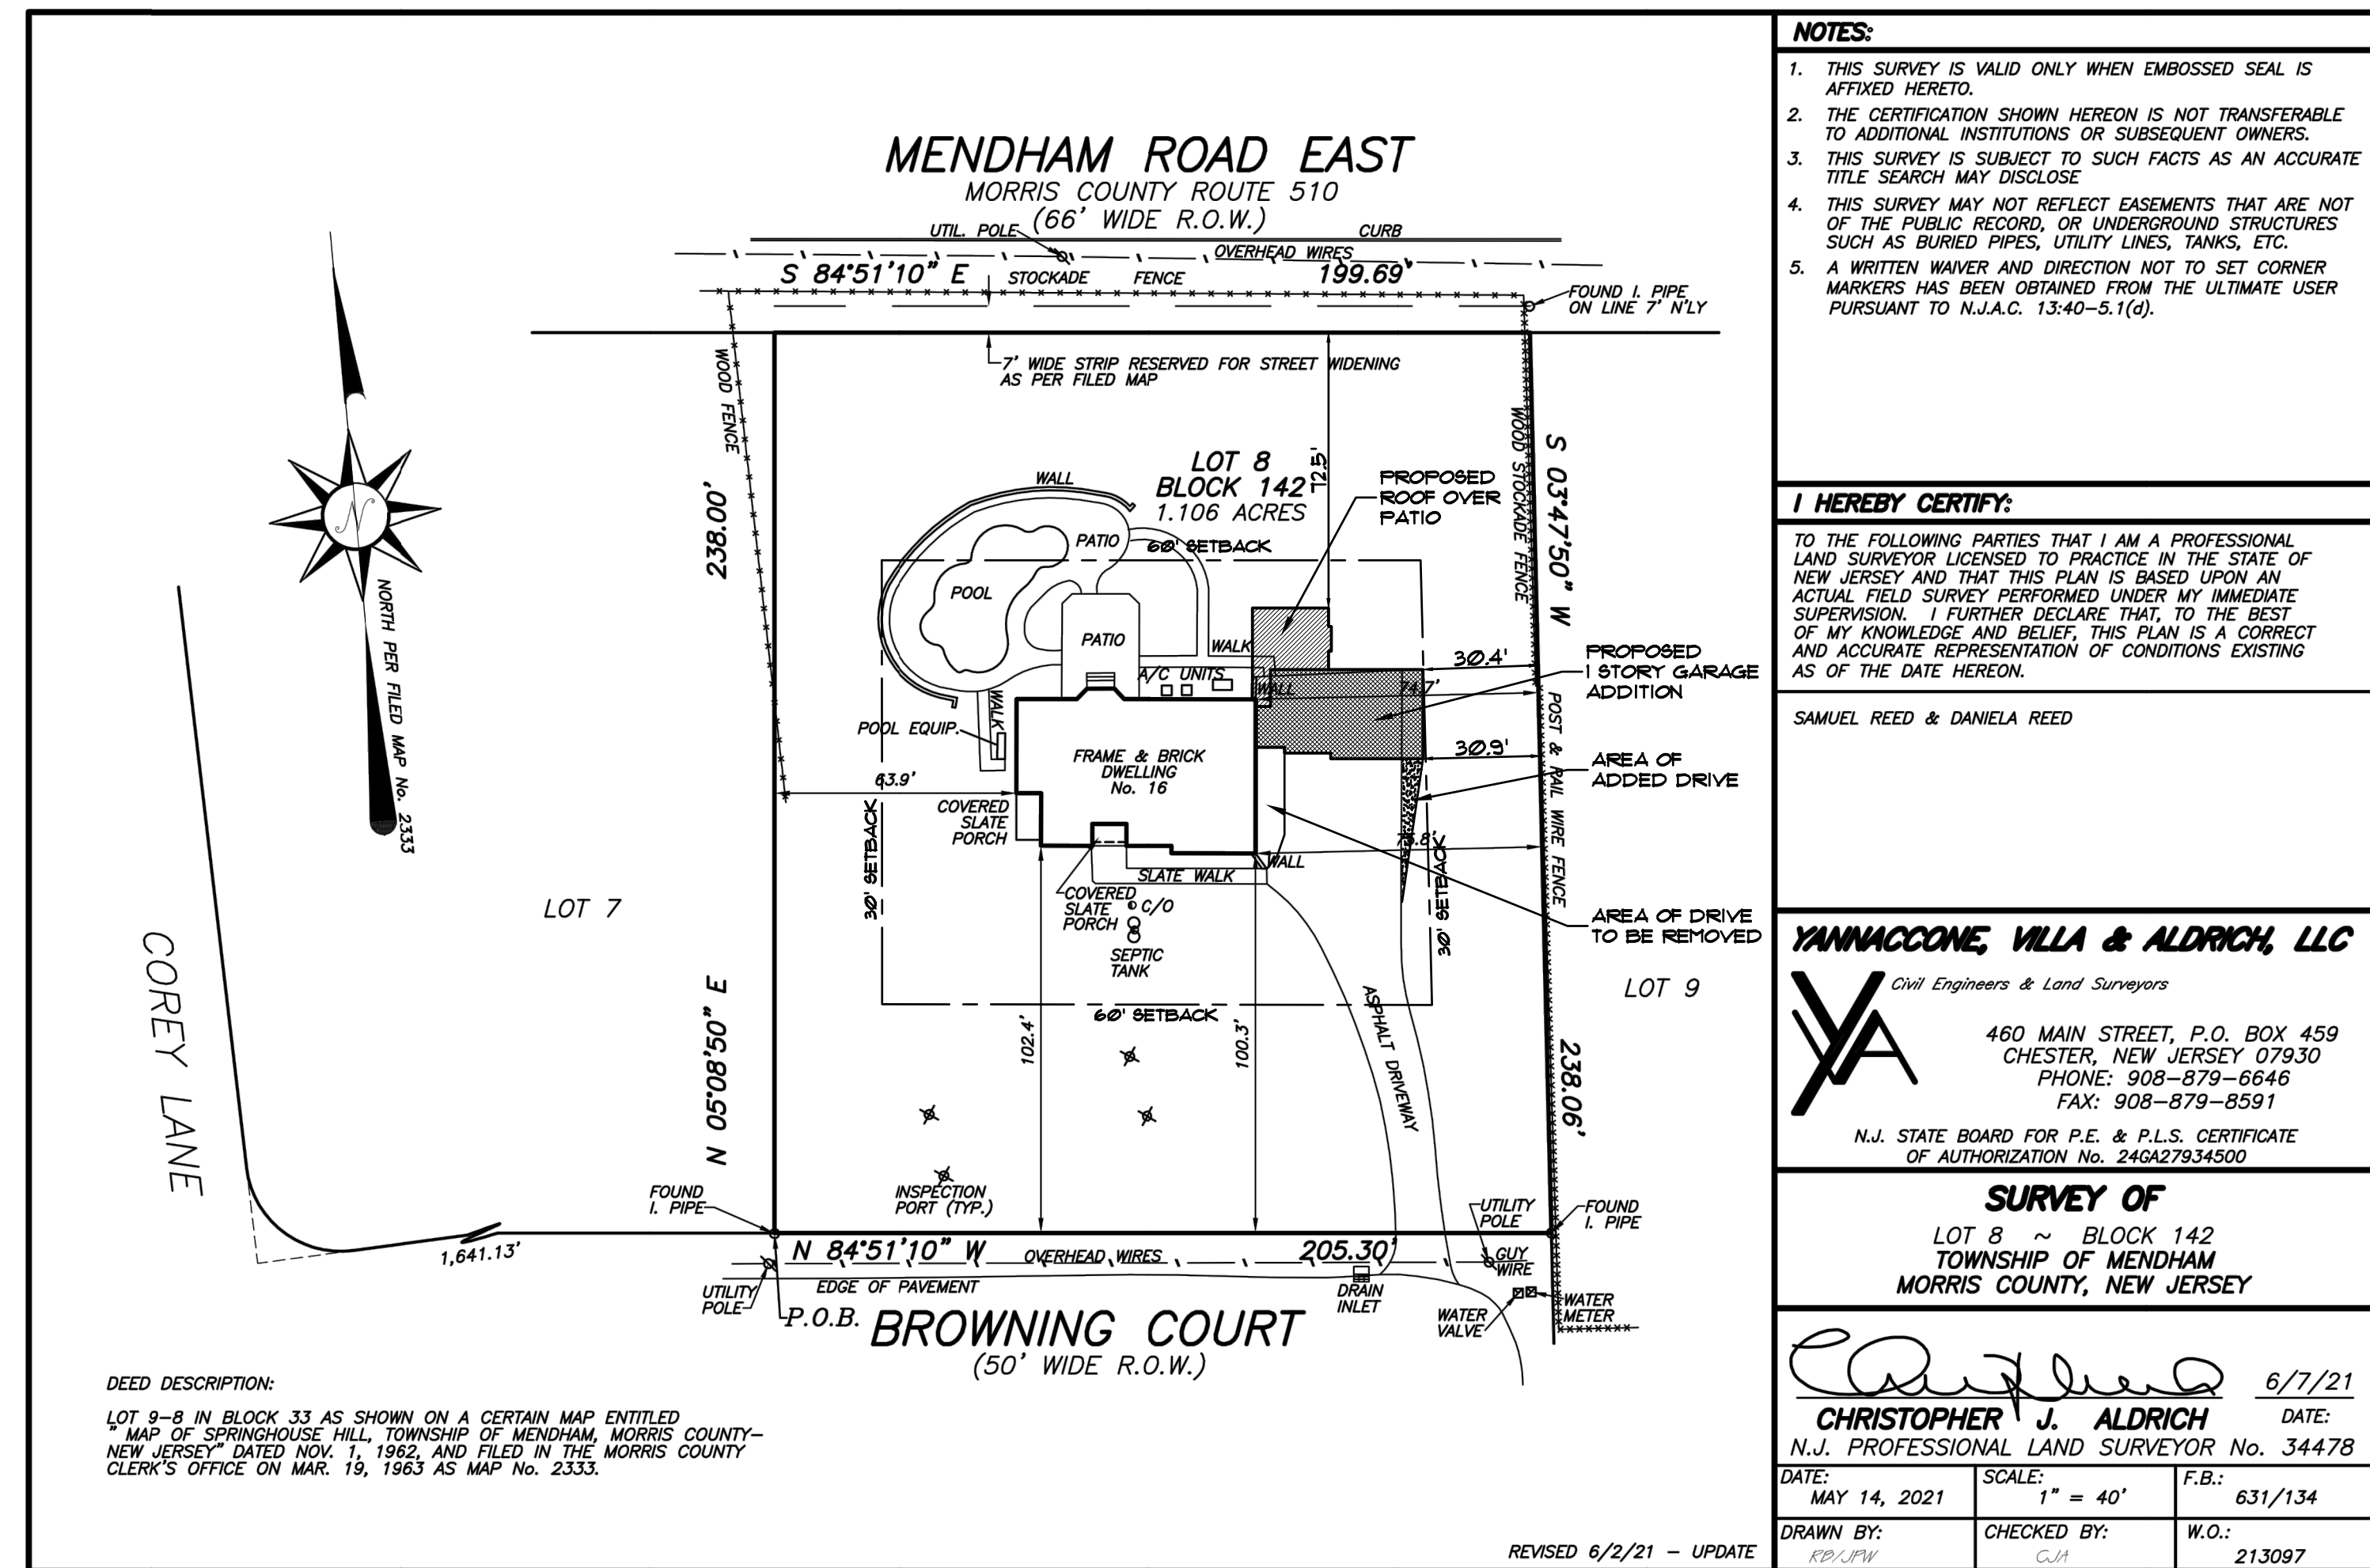 MENDHAM ROAD EAST
MORRIS COUNTY ROUTE 510
(66' WIDE R.O.W.)
UTIL. POLE
CURB
OVERHEAD WIRES
S 84°51'10" E
STOCKADE FENCE
199.69'
FOUND I. PIPE
ON LINE 7' N'LY
7' WIDE STRIP RESERVED FOR STREET WIDENING
AS PER FILED MAP
WOOD FENCE
WOOD STOCKADE FENCE
S 03°47'50" W
238.00'
LOT 8
BLOCK 142
1.106 ACRES
72.5'
PROPOSED
ROOF OVER
PATIO
WALL
PATIO
60' SETBACK
POOL
PATIO
WALK
A/C UNITS
WALL
30.4'
74.7'
PROPOSED
1 STORY GARAGE
ADDITION
NORTH PER FILED MAP No. 2333
N
WALK
POOL EQUIP.
FRAME & BRICK
DWELLING
No. 16
30.9'
POST & RAIL WIRE FENCE
AREA OF
ADDED DRIVE
63.9'
COVERED
SLATE
PORCH
30' SETBACK
75.8'
WALL
SLATE WALK
COVERED
SLATE
PORCH
C/O
SEPTIC
TANK
30' SETBACK
AREA OF DRIVE
TO BE REMOVED
LOT 7
LOT 9
COREY LANE
60' SETBACK
102.4'
100.3'
ASPHALT DRIVEWAY
N 05°08'50" E
238.06'
FOUND
I. PIPE
INSPECTION
PORT (TYP.)
UTILITY
POLE
FOUND
I. PIPE
1,641.13'
N 84°51'10" W
OVERHEAD WIRES
205.30'
GUY
WIRE
EDGE OF PAVEMENT
UTILITY
POLE
P.O.B.
DRAIN
INLET
WATER
VALVE
WATER
METER
BROWNING COURT
(50' WIDE R.O.W.)
DEED DESCRIPTION:
LOT 9-8 IN BLOCK 33 AS SHOWN ON A CERTAIN MAP ENTITLED
" MAP OF SPRINGHOUSE HILL, TOWNSHIP OF MENDHAM, MORRIS COUNTY-
NEW JERSEY" DATED NOV. 1, 1962, AND FILED IN THE MORRIS COUNTY
CLERK'S OFFICE ON MAR. 19, 1963 AS MAP No. 2333.
REVISED 6/2/21 - UPDATE
NOTES:
1. THIS SURVEY IS VALID ONLY WHEN EMBOSSED SEAL IS
AFFIXED HERETO.
2. THE CERTIFICATION SHOWN HEREON IS NOT TRANSFERABLE
TO ADDITIONAL INSTITUTIONS OR SUBSEQUENT OWNERS.
3. THIS SURVEY IS SUBJECT TO SUCH FACTS AS AN ACCURATE
TITLE SEARCH MAY DISCLOSE
4. THIS SURVEY MAY NOT REFLECT EASEMENTS THAT ARE NOT
OF THE PUBLIC RECORD, OR UNDERGROUND STRUCTURES
SUCH AS BURIED PIPES, UTILITY LINES, TANKS, ETC.
5. A WRITTEN WAIVER AND DIRECTION NOT TO SET CORNER
MARKERS HAS BEEN OBTAINED FROM THE ULTIMATE USER
PURSUANT TO N.J.A.C. 13:40-5.1(d).
I HEREBY CERTIFY:
TO THE FOLLOWING PARTIES THAT I AM A PROFESSIONAL
LAND SURVEYOR LICENSED TO PRACTICE IN THE STATE OF
NEW JERSEY AND THAT THIS PLAN IS BASED UPON AN
ACTUAL FIELD SURVEY PERFORMED UNDER MY IMMEDIATE
SUPERVISION. I FURTHER DECLARE THAT, TO THE BEST
OF MY KNOWLEDGE AND BELIEF, THIS PLAN IS A CORRECT
AND ACCURATE REPRESENTATION OF CONDITIONS EXISTING
AS OF THE DATE HEREON.
SAMUEL REED & DANIELA REED
YANNACCONE, VILLA & ALDRICH, LLC
Civil Engineers & Land Surveyors
460 MAIN STREET, P.O. BOX 459
CHESTER, NEW JERSEY 07930
PHONE: 908-879-6646
FAX: 908-879-8591
N.J. STATE BOARD FOR P.E. & P.L.S. CERTIFICATE
OF AUTHORIZATION No. 24GA27934500
SURVEY OF
LOT 8 ~ BLOCK 142
TOWNSHIP OF MENDHAM
MORRIS COUNTY, NEW JERSEY
6/7/21
CHRISTOPHER J. ALDRICH
DATE:
N.J. PROFESSIONAL LAND SURVEYOR No. 34478
DATE:
MAY 14, 2021
SCALE:
1" = 40'
F.B.:
631/134
DRAWN BY:
RB/JPW
CHECKED BY:
CJA
W.O.:
213097